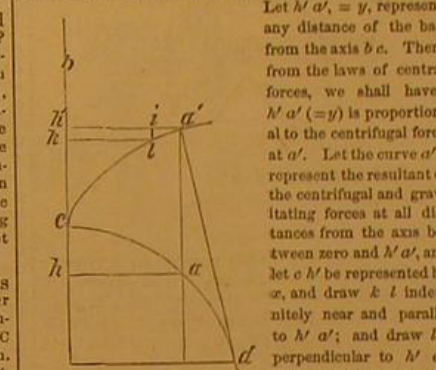 Let h' a', = y, represen
any distance of the ba
from the axis b c. Then
from the laws of centra
forces, we shall have
h' a' (=y) is proportion
al to the centrifugal forc
at a'. Let the curve a'
represent the resultant
the centrifugal and grav
itating forces at all di
tances from the axis b
tween zero and h' a', an
let c h' be represented b
x, and draw k l inde
nitely near and parall
to h' a'; and draw l
perpendicular to h' a
b
h' i a'
k l
c
h a
d